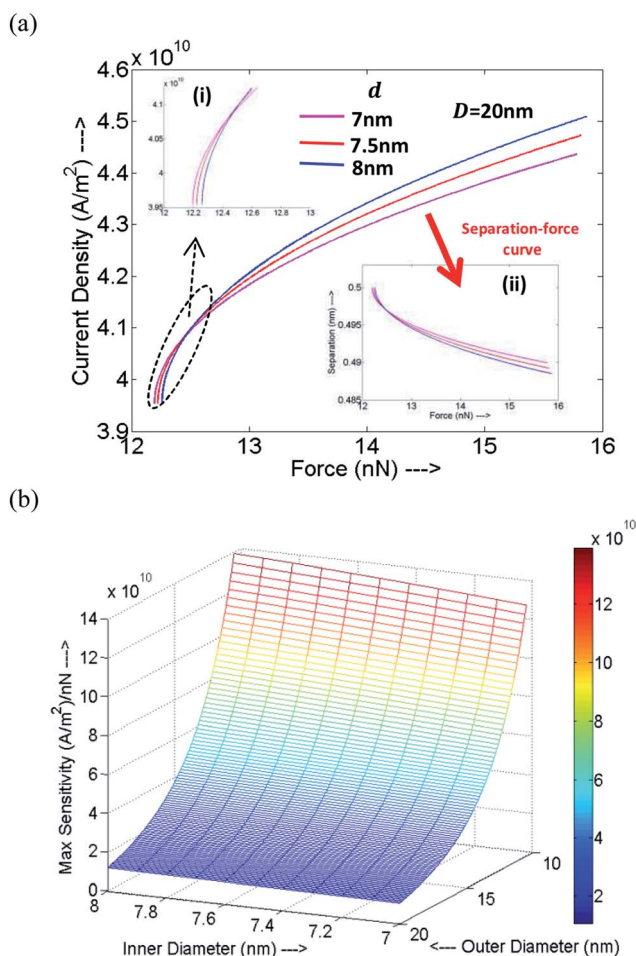 (a)
x 10^10
4.6
4.5
4.4
4.3
4.2
4.1
4
3.9
Current Density (A/m²) --->
12
13
14
15
16
Force (nN) --->
x 10^10
(i)
4.1
4.05
4
3.95
12
12.2
12.4
12.6
12.8
13
d
D=20nm
7nm
7.5nm
8nm
Separation-force
curve
(ii)
0.5
0.495
0.49
0.485
Separation (nm) --->
12
13
14
15
16
Force (nN) --->
(b)
x 10^10
14
12
10
8
6
4
2
0
Max Sensitivity (A/m²)/nN --->
8
7.8
7.6
7.4
7.2
7
Inner Diameter (nm) --->
20
15
10
<--- Outer Diameter (nm)
x 10^10
12
10
8
6
4
2